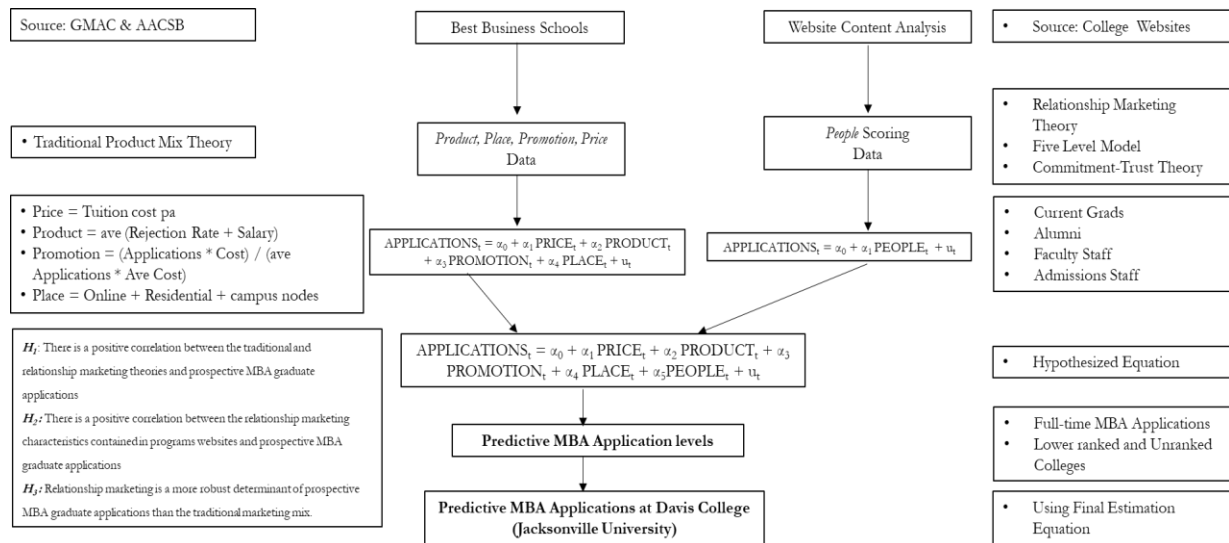 Source: GMAC & AACSB
Best Business Schools
Website Content Analysis
• Source: College Websites
• Traditional Product Mix Theory
Product, Place, Promotion, Price
Data
People Scoring
Data
• Relationship Marketing
Theory
• Five Level Model
• Commitment-Trust Theory
• Price = Tuition cost pa
• Product = ave (Rejection Rate + Salary)
• Promotion = (Applications * Cost) / (ave
Applications * Ave Cost)
• Place = Online + Residential + campus nodes
APPLICATIONSₜ = α₀ + α₁ PRICEₜ + α₂ PRODUCTₜ
+ α₃ PROMOTIONₜ + α₄ PLACEₜ + uₜ
APPLICATIONSₜ = α₀ + α₁ PEOPLEₜ + uₜ
• Current Grads
• Alumni
• Faculty Staff
• Admissions Staff
H₁: There is a positive correlation between the traditional and
relationship marketing theories and prospective MBA graduate
applications
H₂: There is a positive correlation between the relationship marketing
characteristics contained in programs websites and prospective MBA
graduate applications
H₃: Relationship marketing is a more robust determinant of prospective
MBA graduate applications than the traditional marketing mix.
APPLICATIONSₜ = α₀ + α₁ PRICEₜ + α₂ PRODUCTₜ + α₃
PROMOTIONₜ + α₄ PLACEₜ + α₅PEOPLEₜ + uₜ
• Hypothesized Equation
Predictive MBA Application levels
• Full-time MBA Applications
• Lower ranked and Unranked
Colleges
Predictive MBA Applications at Davis College
(Jacksonville University)
• Using Final Estimation
Equation